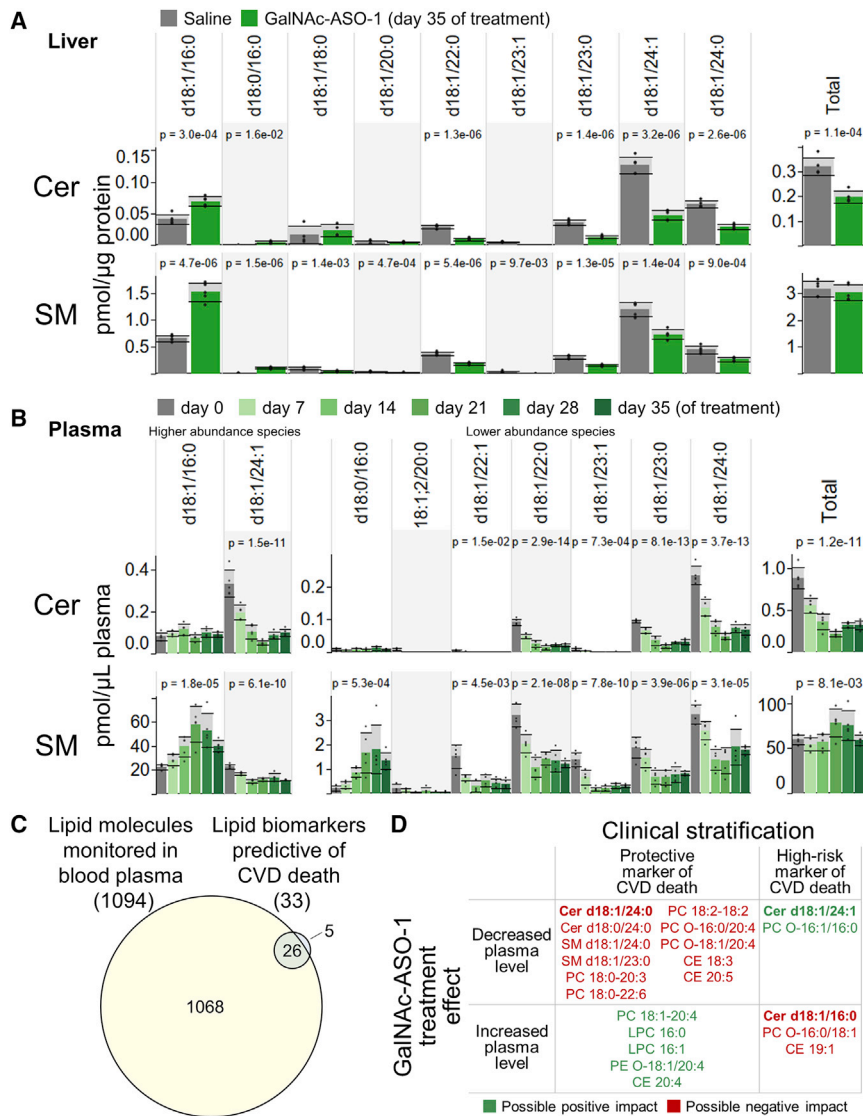 A
Saline GalNAc-ASO-1 (day 35 of treatment)
Liver
d18:1/16:0 d18:0/16:0 d18:1/18:0 d18:1/20:0 d18:1/22:0 d18:1/23:1 d18:1/23:0 d18:1/24:1 d18:1/24:0 Total
p = 3.0e-04 p = 1.6e-02 p = 1.3e-06 p = 1.4e-06 p = 3.2e-06 p = 2.6e-06 p = 1.1e-04
Cer
0.15
0.10
0.05
0.00
0.3
0.2
0.1
pmol/µg protein
p = 4.7e-06 p = 1.5e-06 p = 1.4e-03 p = 4.7e-04 p = 5.4e-06 p = 9.7e-03 p = 1.3e-05 p = 1.4e-04 p = 9.0e-04
SM
1.5
1.0
0.5
3
2
1
day 0 day 7 day 14 day 21 day 28 day 35 (of treatment)
B
Plasma
Higher abundance species Lower abundance species
d18:1/16:0 d18:1/24:1 d18:0/16:0 18:1;2/20:0 d18:1/22:1 d18:1/22:0 d18:1/23:1 d18:1/23:0 d18:1/24:0 Total
p = 1.5e-11 p = 1.5e-02 p = 2.9e-14 p = 7.3e-04 p = 8.1e-13 p = 3.7e-13 p = 1.2e-11
Cer
0.4
0.2
0.0
0.2
0.1
0.0
1.0
0.5
0.0
pmol/µL plasma
p = 1.8e-05 p = 6.1e-10 p = 5.3e-04 p = 4.5e-03 p = 2.1e-08 p = 7.8e-10 p = 3.9e-06 p = 3.1e-05 p = 8.1e-03
SM
60
40
20
3
2
1
100
50
0
C
Lipid molecules
monitored in
blood plasma
(1094)
Lipid biomarkers
predictive of
CVD death
(33)
5
26
1068
D
Clinical stratification
Protective
marker of
CVD death
High-risk
marker of
CVD death
GalNAc-ASO-1
treatment
effect
Decreased
plasma
level
Cer d18:1/24:0 PC 18:2-18:2
Cer d18:0/24:0 PC O-16:0/20:4
SM d18:1/24:0 PC O-18:1/20:4
SM d18:1/23:0 CE 18:3
PC 18:0-20:3 CE 20:5
PC 18:0-22:6
Cer d18:1/24:1
PC O-16:1/16:0
Increased
plasma
level
PC 18:1-20:4
LPC 16:0
LPC 16:1
PE O-18:1/20:4
CE 20:4
Cer d18:1/16:0
PC O-16:0/18:1
CE 19:1
Possible positive impact Possible negative impact